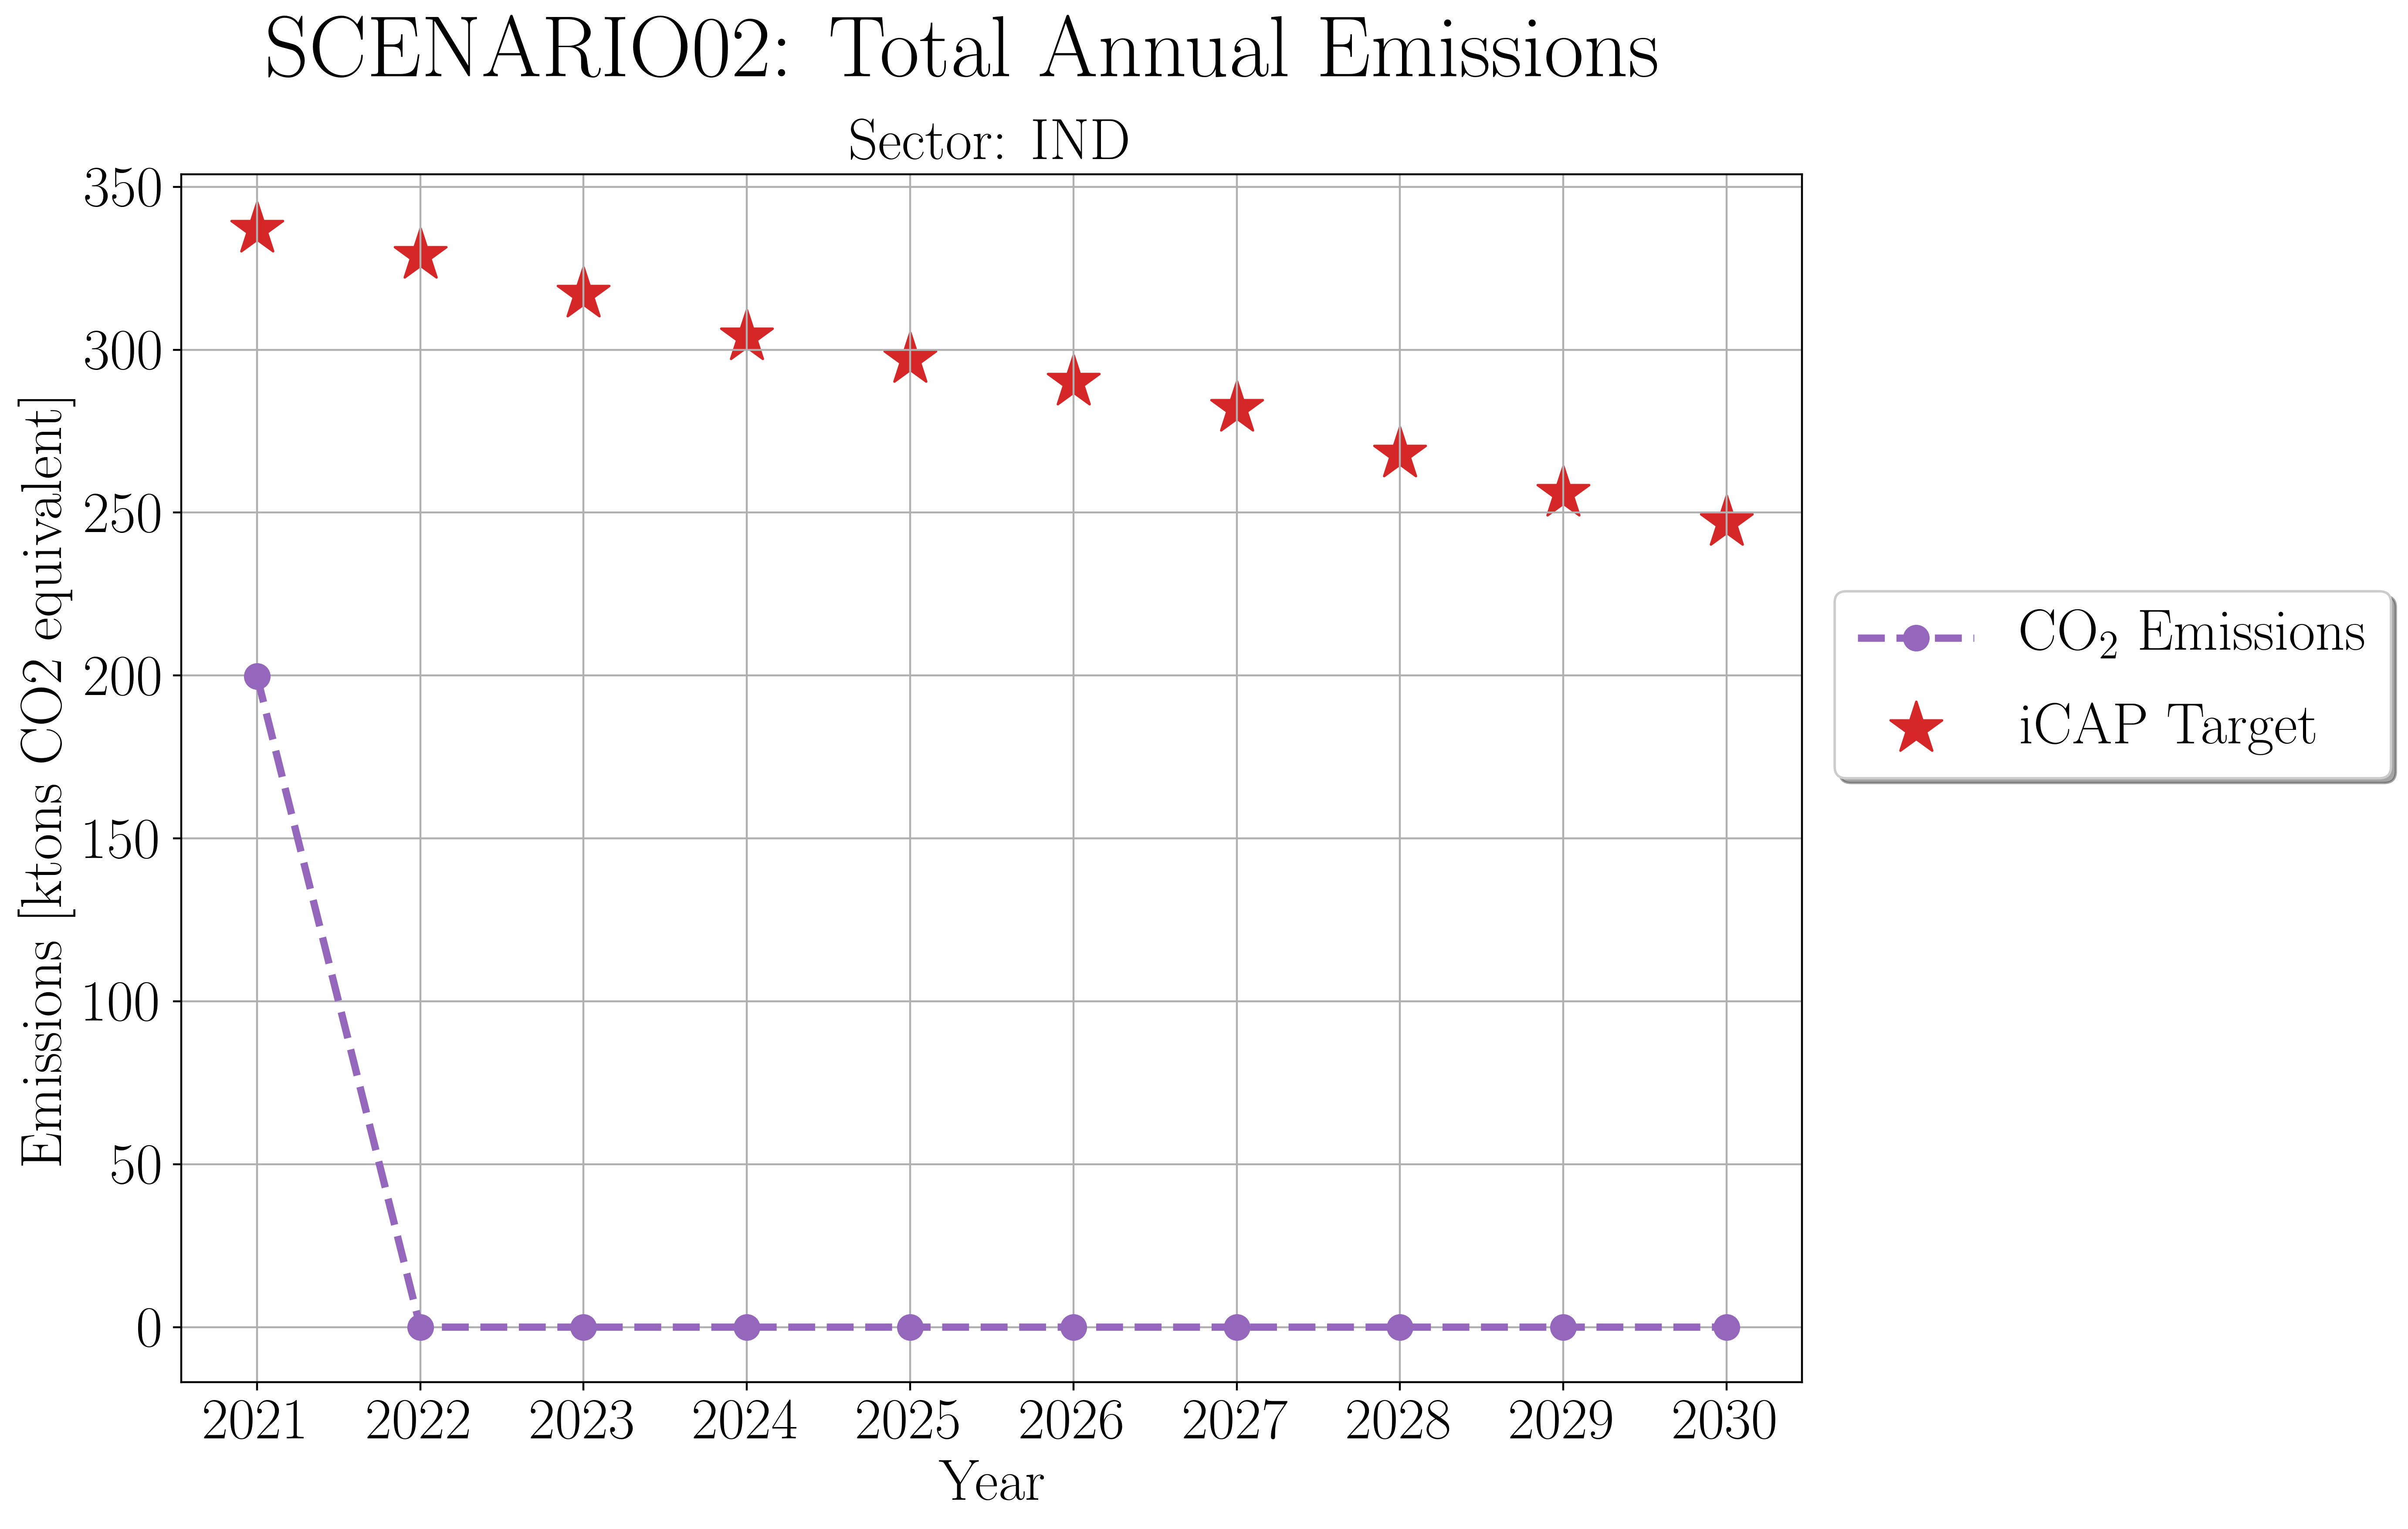 SCENARIO02: Total Annual Emissions
Sector: IND
Emissions [ktons CO2 equivalent]
350
300
250
200
150
100
50
0
2021 2022 2023 2024 2025 2026 2027 2028 2029 2030
Year
CO₂ Emissions
iCAP Target